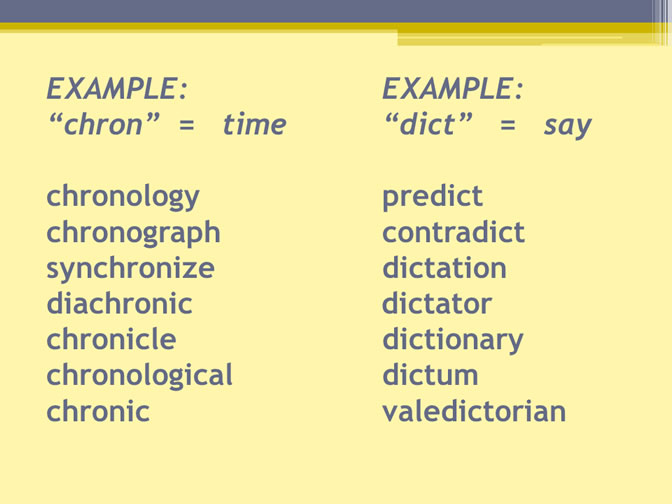 EXAMPLE:
“chron” = time
chronology
chronograph
synchronize
diachronic
chronicle
chronological
chronic
EXAMPLE:
“dict” = say
predict
contradict
dictation
dictator
dictionary
dictum
valedictorian